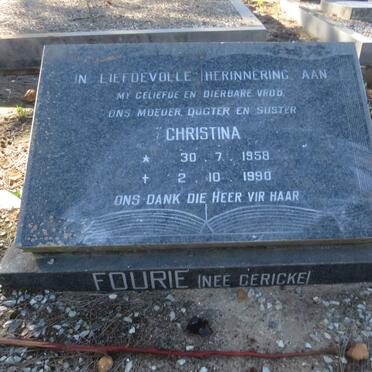 IN LIEFDEVOLLE HERINNERING AAN
MY GELIEFDE EN DIERBARE VROU,
ONS MOEDER, DOGTER EN SUSTER
CHRISTINA
* 30 . 7 . 1958
+ 2 . 10 . 1990
ONS DANK DIE HEER VIR HAAR
FOURIE (NEE GERICKE)